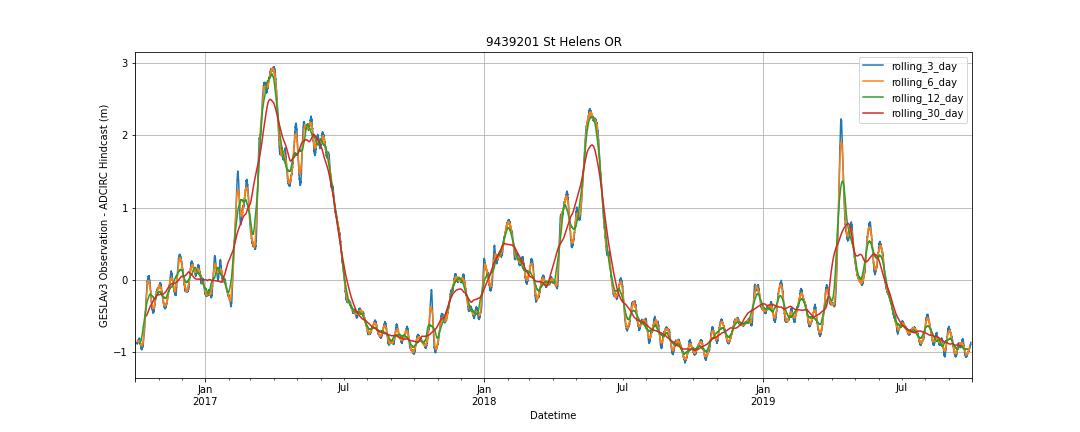 9439201 St Helens OR
GESLAv3 Observation - ADCIRC Hindcast (m)
3
2
1
0
−1
rolling_3_day
rolling_6_day
rolling_12_day
rolling_30_day
Jan Jul Jan Jul Jan Jul
2017 2018 2019
Datetime